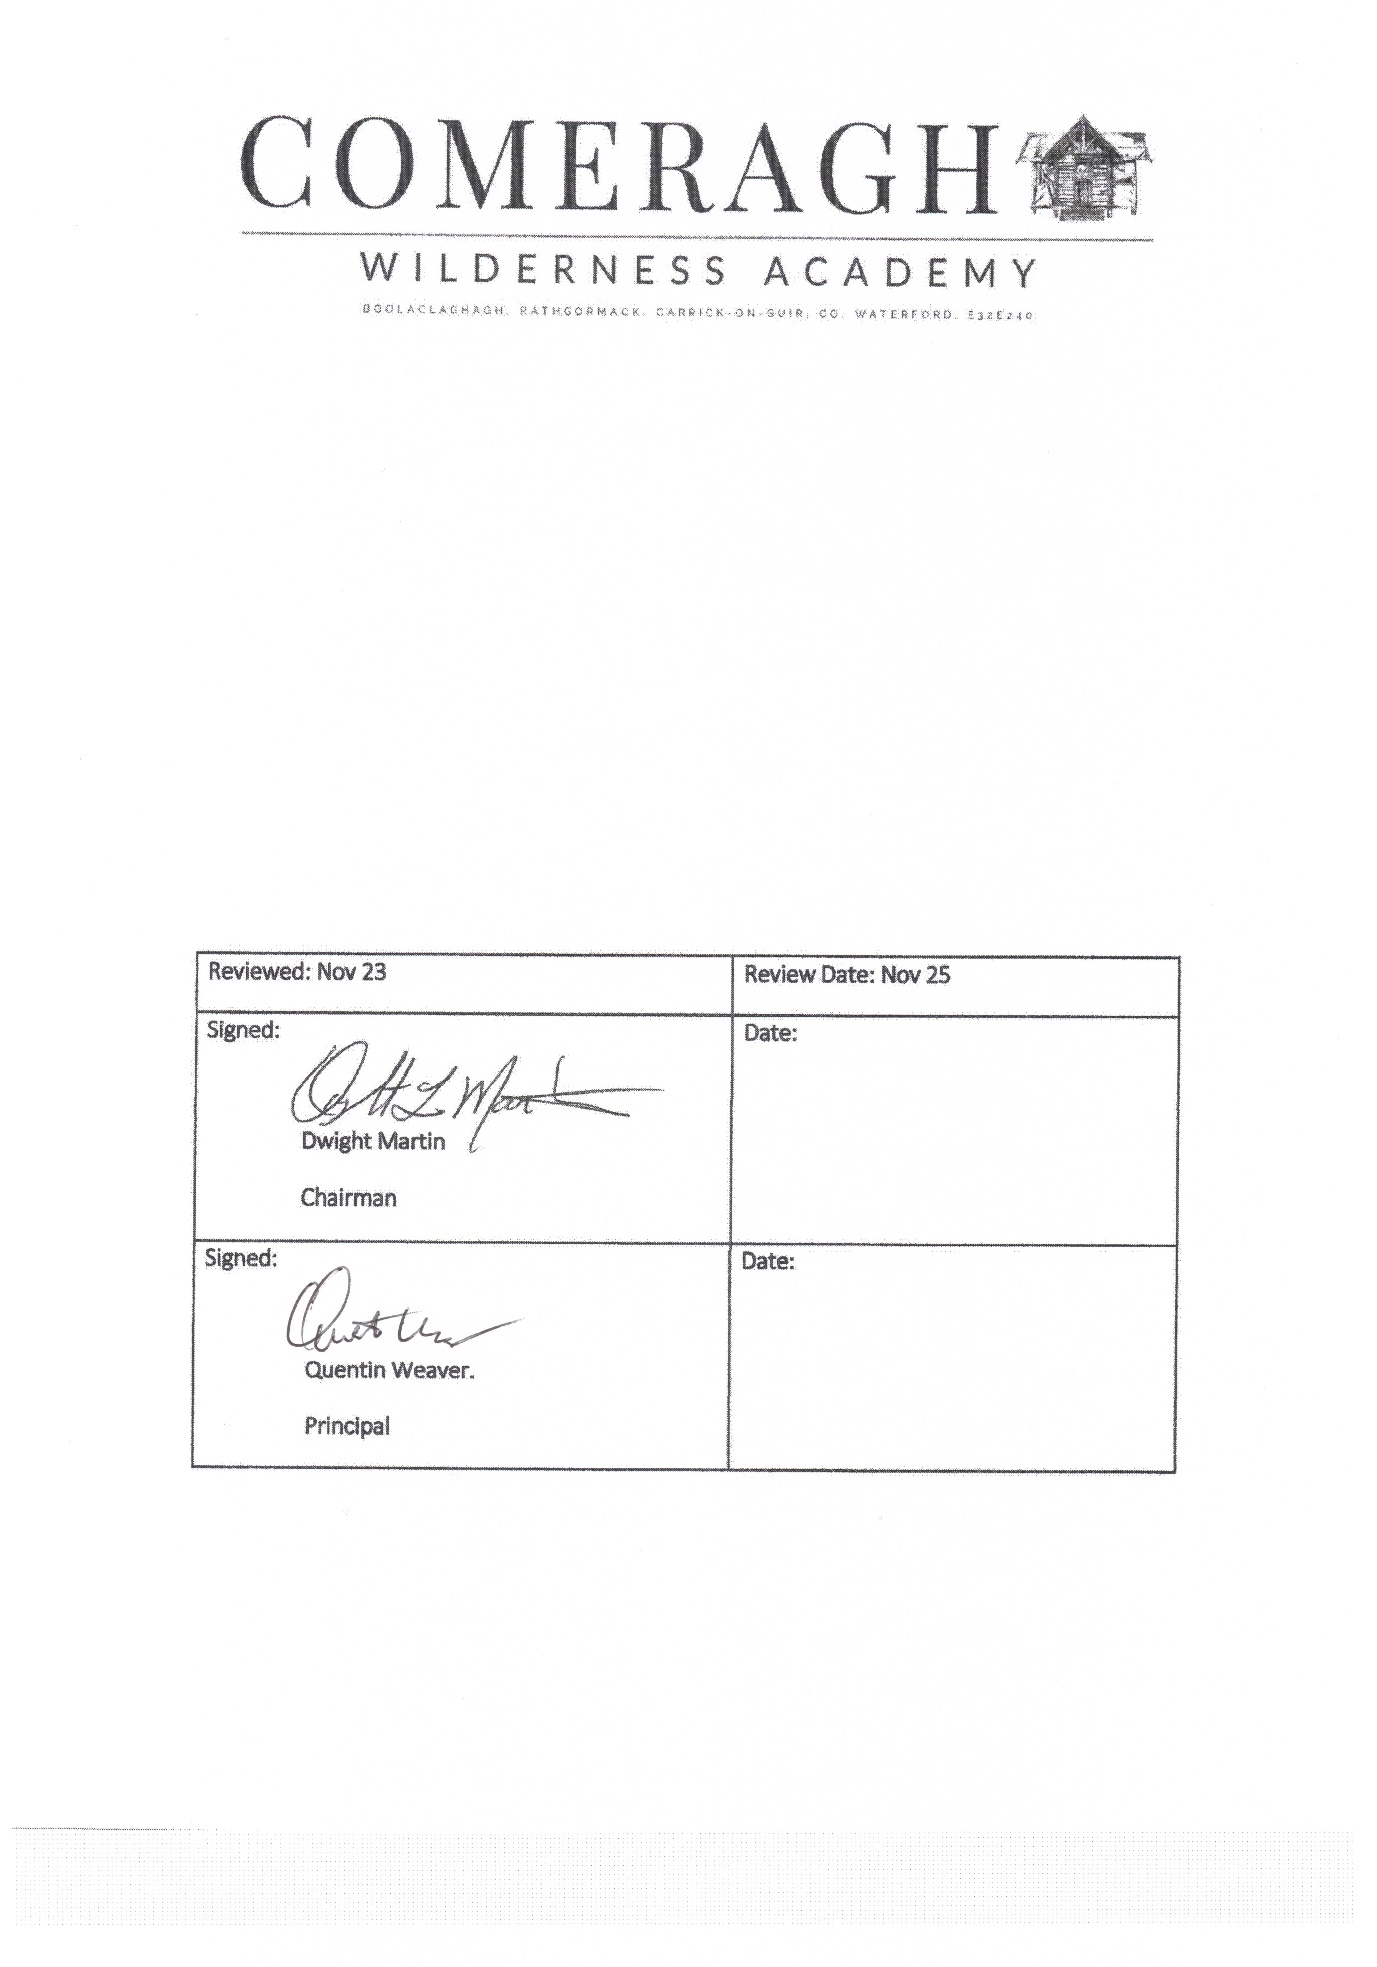 COMERAGH
WILDERNESS ACADEMY
BOOLACLAGHAGH, RATHGORMACK, CARRICK-ON-SUIR, CO. WATERFORD. E32E240
Reviewed: Nov 23
Review Date: Nov 25
Signed:
Date:
Dwight Martin
Chairman
Signed:
Date:
Quentin Weaver.
Principal